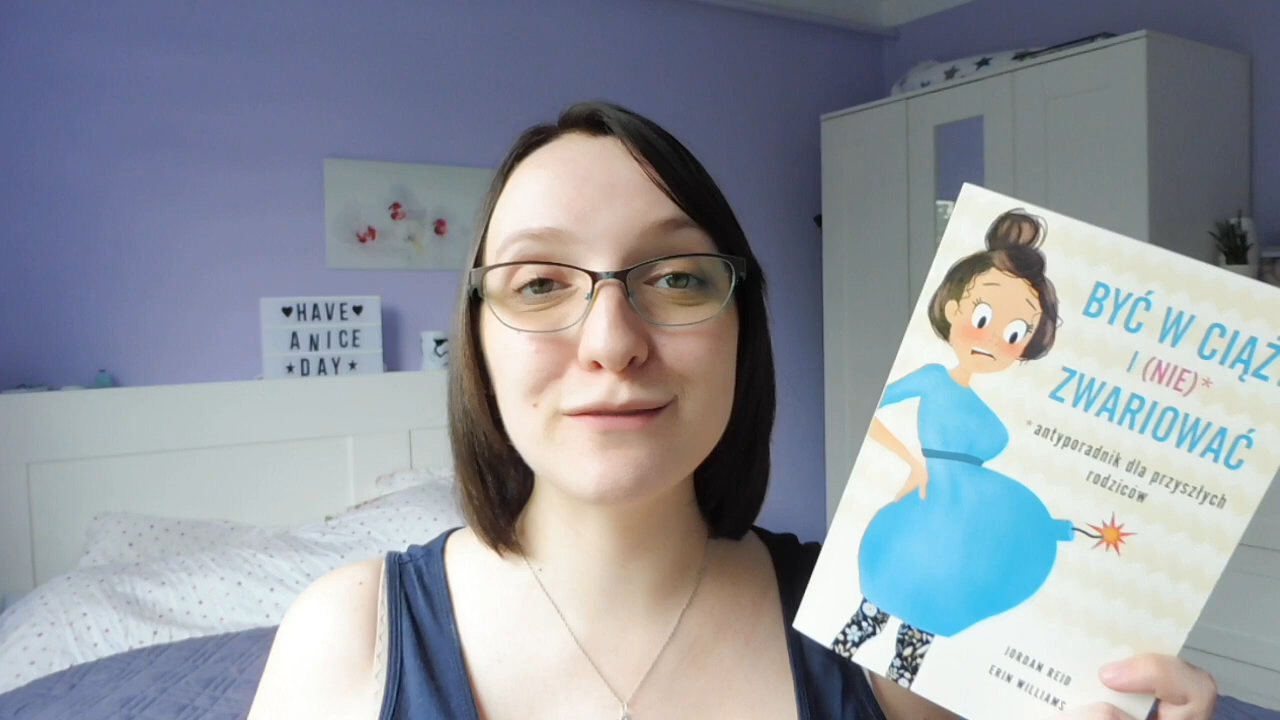 ♥HAVE♥
A NICE
★DAY★
BYĆ W CIĄŻ
I (NIE)*
ZWARIOWAĆ
*antyporadnik dla przyszłych
rodziców
JORDAN REID
ERIN WILLIAMS